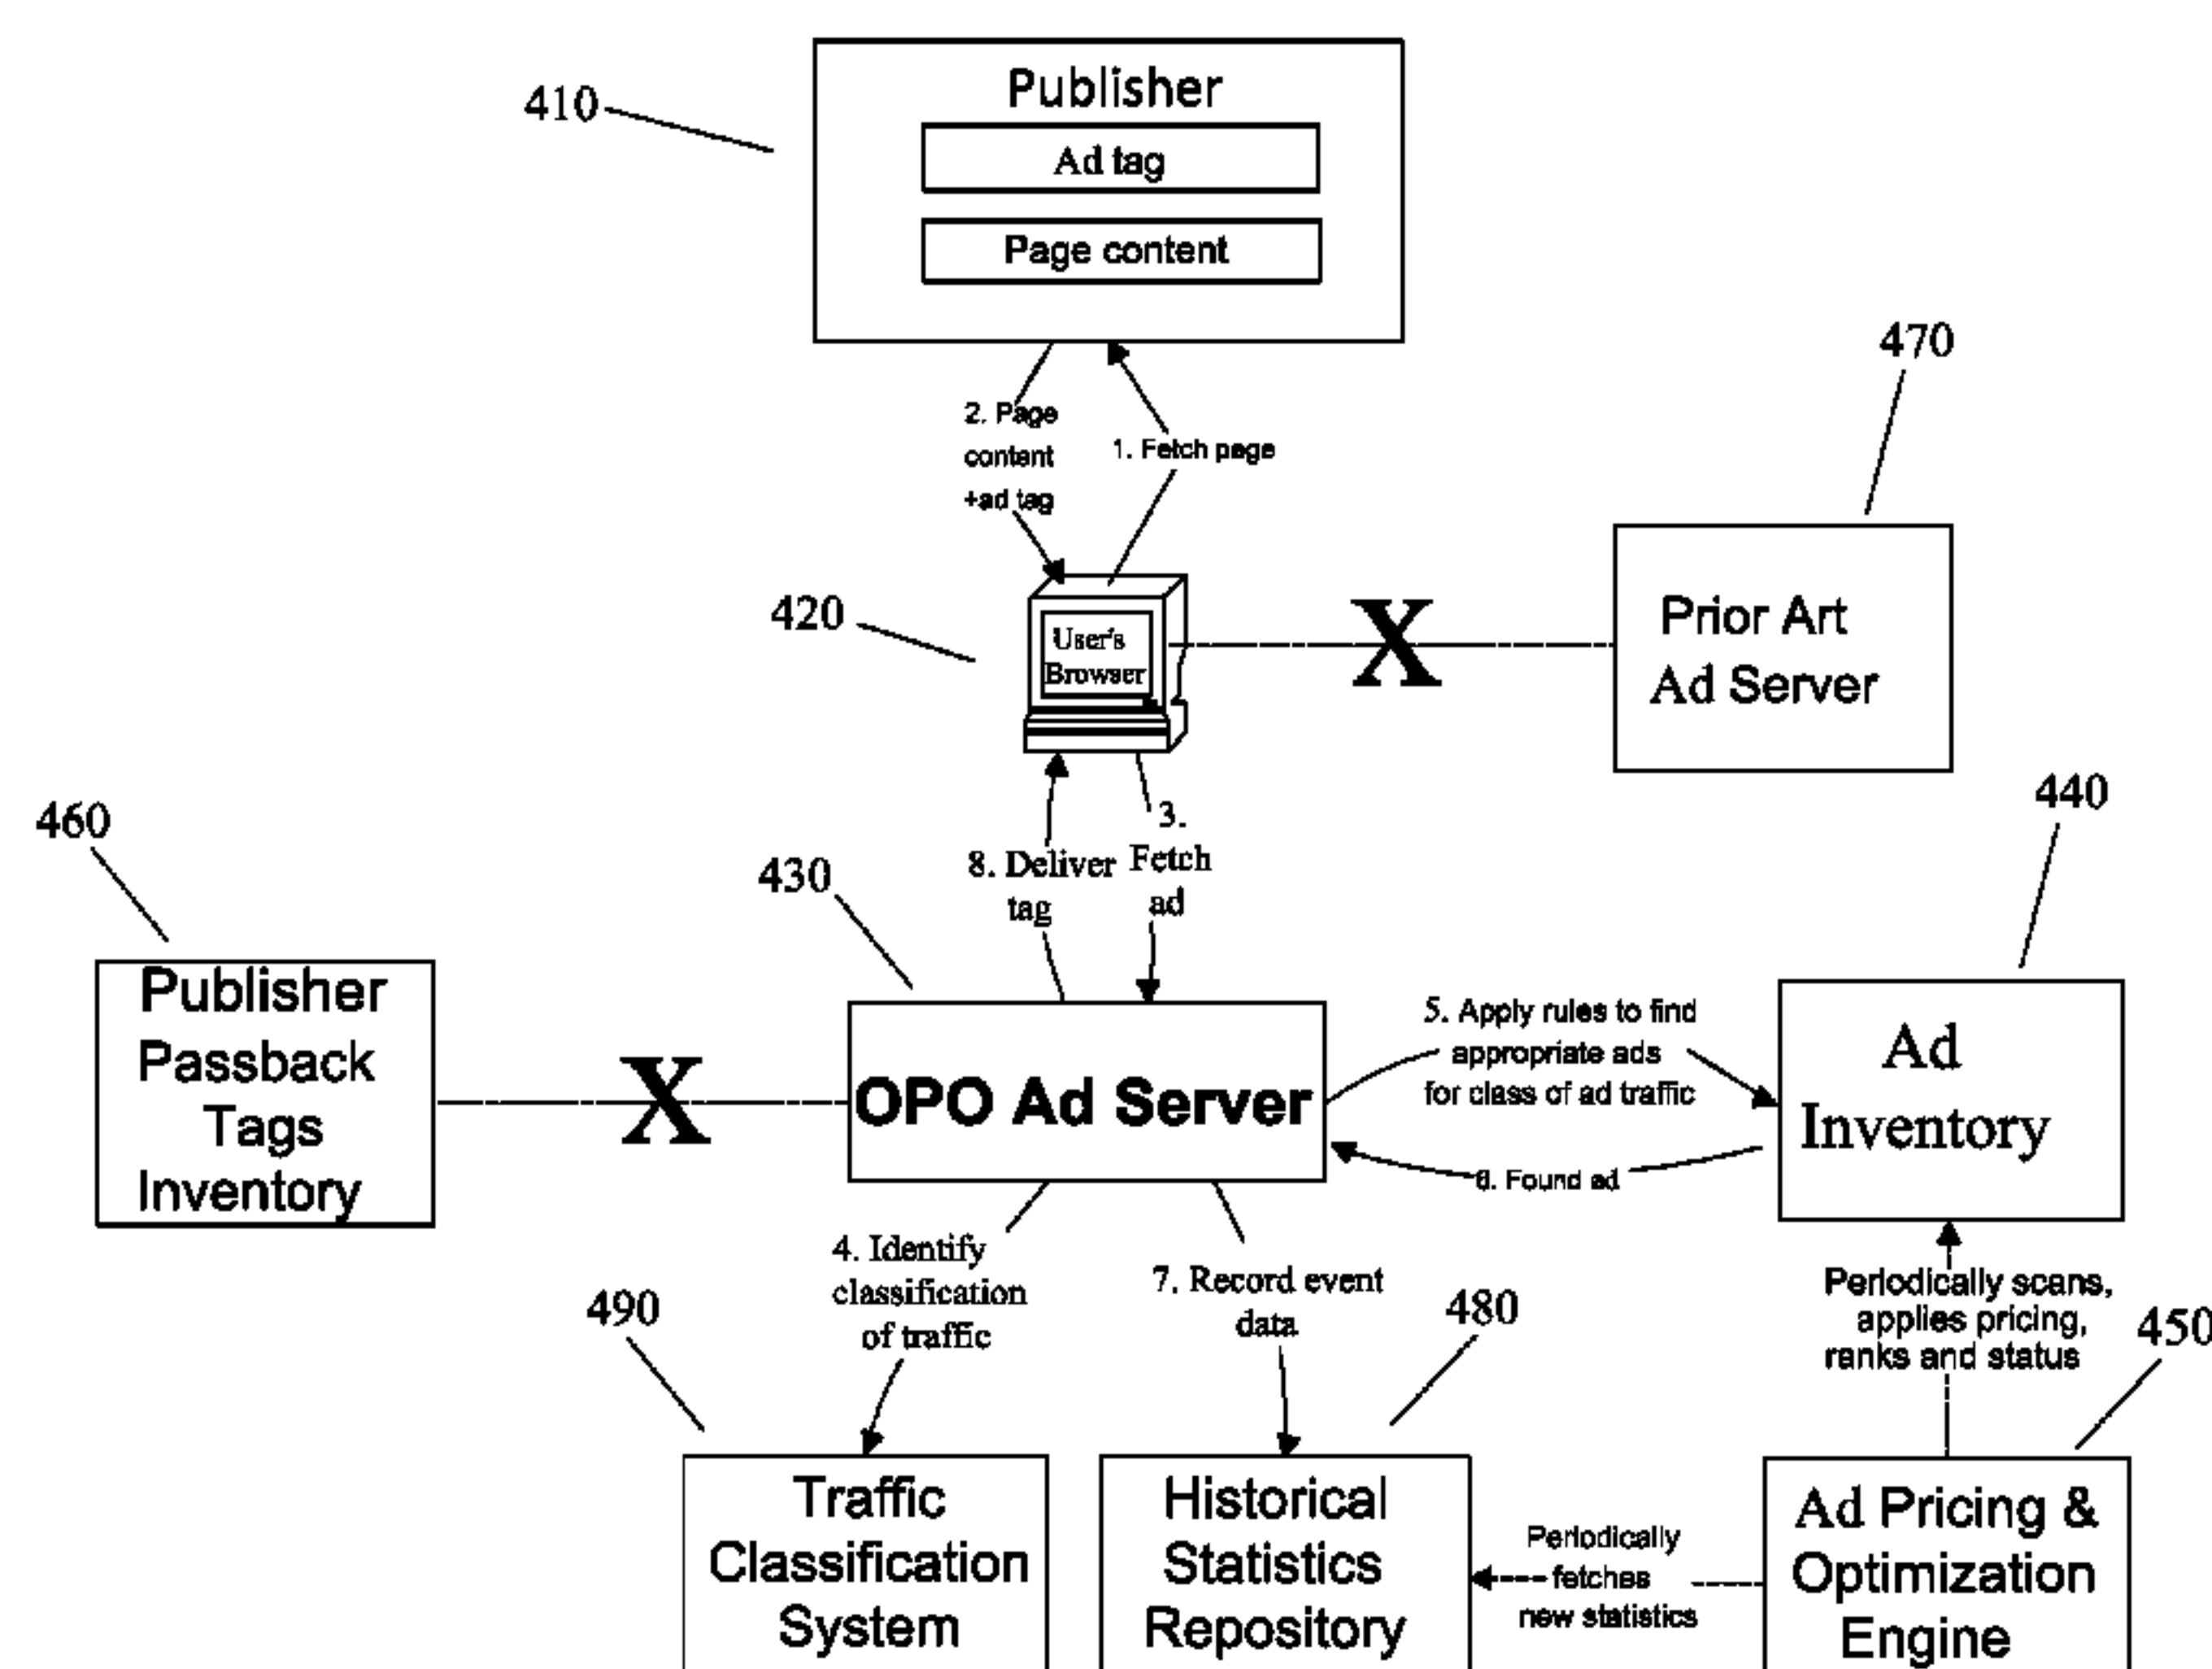 Publisher
410
Ad tag
Page content
470
2. Page
content
+ad tag
1. Fetch page
420
User's
Browser
X
Prior Art
Ad Server
440
460
430
8. Deliver
tag
3.
Fetch
ad
Publisher
Passback
Tags
Inventory
X
OPO Ad Server
5. Apply rules to find
appropriate ads
for class of ad traffic
6. Found ad
Ad
Inventory
4. Identify
classification
of traffic
7. Record event
data
490
480
Periodically scans,
applies pricing,
ranks and status
450
Traffic
Classification
System
Historical
Statistics
Repository
Periodically
fetches
new statistics
Ad Pricing &
Optimization
Engine